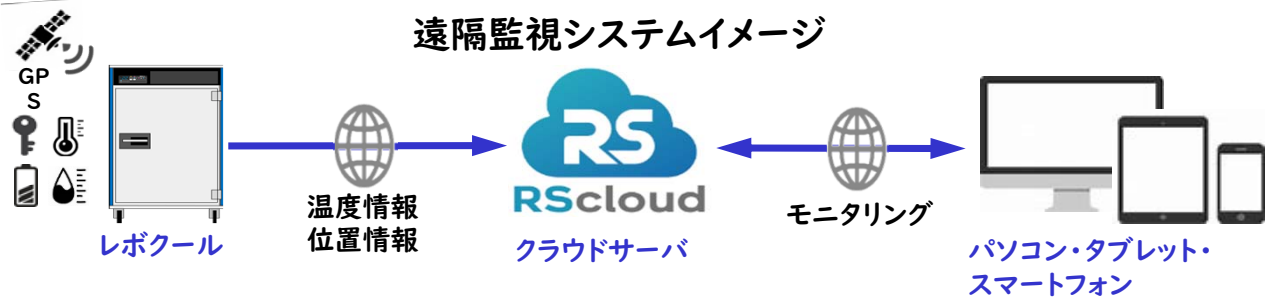 遠隔監視システムイメージ
GP
S
レボクール
温度情報
位置情報
RS
RScloud
クラウドサーバ
モニタリング
パソコン・タブレット・
スマートフォン